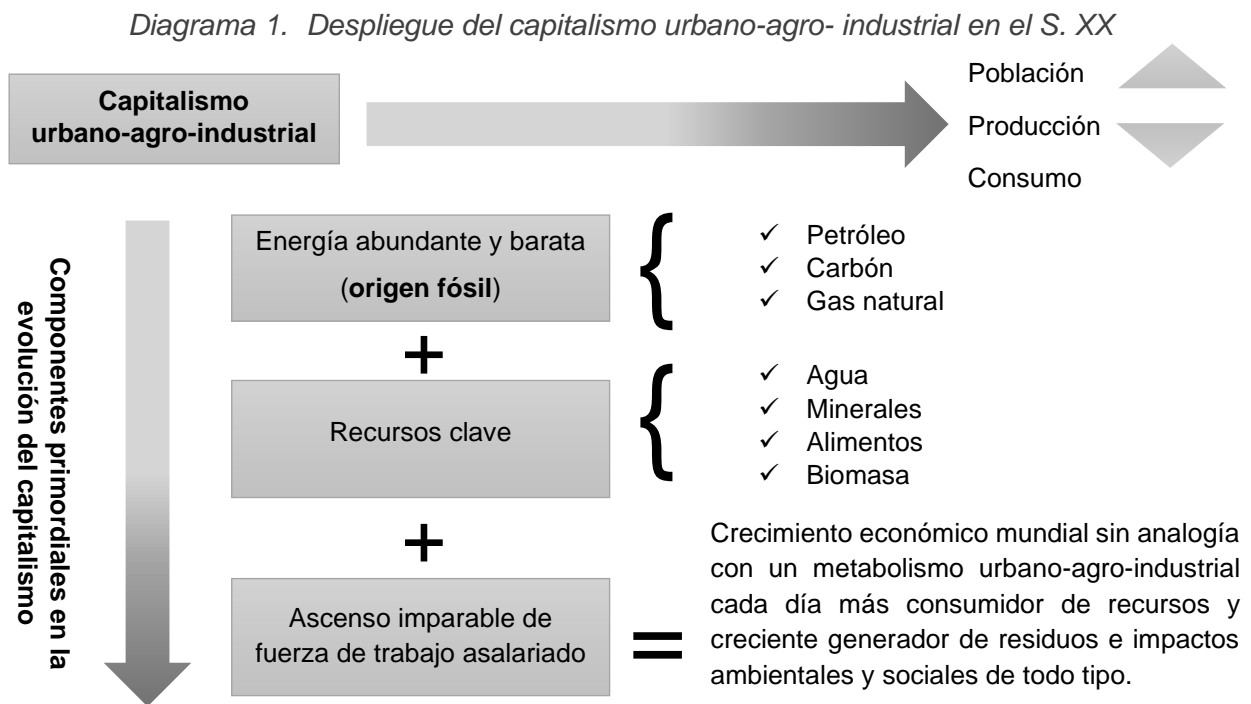 Diagrama 1. Despliegue del capitalismo urbano-agro- industrial en el S. XX
Capitalismo
urbano-agro-industrial
Población
Producción
Consumo
Componentes primordiales en la
evolución del capitalismo
Energía abundante y barata
(origen fósil)
{
✓ Petróleo
✓ Carbón
✓ Gas natural
+
Recursos clave
{
✓ Agua
✓ Minerales
✓ Alimentos
✓ Biomasa
+
Ascenso imparable de
fuerza de trabajo asalariado
=
Crecimiento económico mundial sin analogía
con un metabolismo urbano-agro-industrial
cada día más consumidor de recursos y
creciente generador de residuos e impactos
ambientales y sociales de todo tipo.